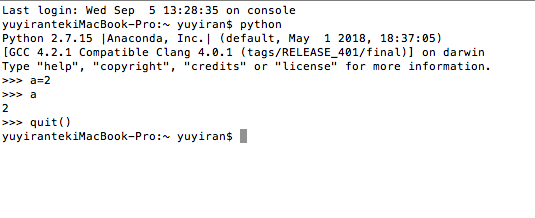 Last login: Wed Sep  5 13:28:35 on console
yuyirantekiMacBook-Pro:~ yuyiran$ python
Python 2.7.15 |Anaconda, Inc.| (default, May  1 2018, 18:37:05)
[GCC 4.2.1 Compatible Clang 4.0.1 (tags/RELEASE_401/final)] on darwin
Type "help", "copyright", "credits" or "license" for more information.
>>> a=2
>>> a
2
>>> quit()
yuyirantekiMacBook-Pro:~ yuyiran$